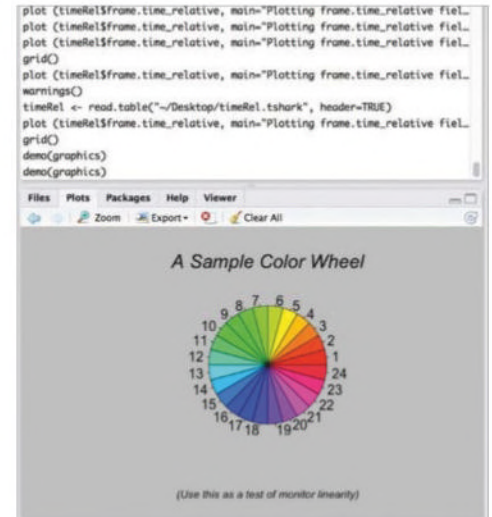 plot (timeRel$frame.time_relative, main="Plotting frame.time_relative fiel…
plot (timeRel$frame.time_relative, main="Plotting frame.time_relative fiel…
plot (timeRel$frame.time_relative, main="Plotting frame.time_relative fiel…
grid()
plot (timeRel$frame.time_relative, main="Plotting frame.time_relative fiel…
warnings()
timeRel <- read.table("~/Desktop/timeRel.tshark", header=TRUE)
plot (timeRel$frame.time_relative, main="Plotting frame.time_relative fiel…
grid()
demo(graphics)
demo(graphics)
Files Plots Packages Help Viewer
Zoom Export Clear All
A Sample Color Wheel
1
2
3
4
5
6
7
8
9
10
11
12
13
14
15
16
17
18
19
20
21
22
23
24
(Use this as a test of monitor linearity)